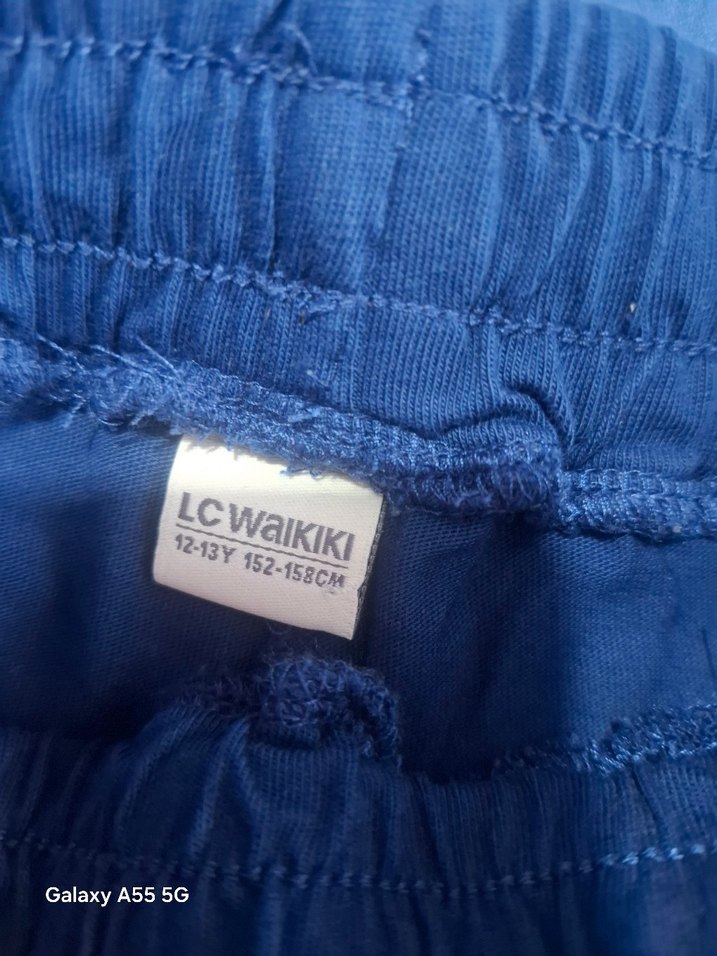 LC WAIKIKI
12-13Y 152-158CM
Galaxy A55 5G